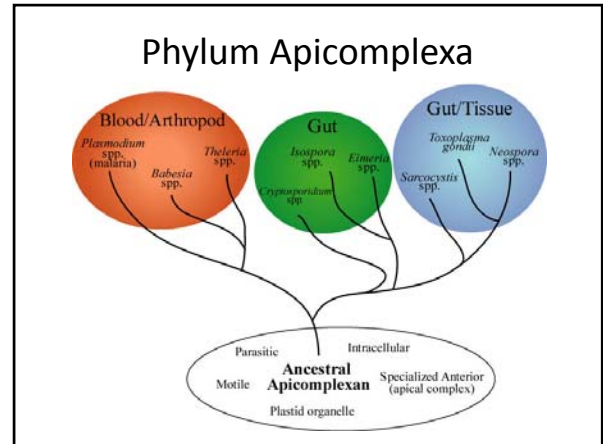 Phylum Apicomplexa
Blood/Arthropod
Plasmodium
spp.
(malaria)
Babesia
spp.
Theleria
spp.
Gut
Isospora
spp.
Eimeria
spp.
Cryptosporidium
spp
Gut/Tissue
Toxoplasma
gondii
Neospora
spp.
Sarcocystis
spp.
Parasitic
Intracellular
Motile
Ancestral
Apicomplexan
Specialized Anterior
(apical complex)
Plastid organelle